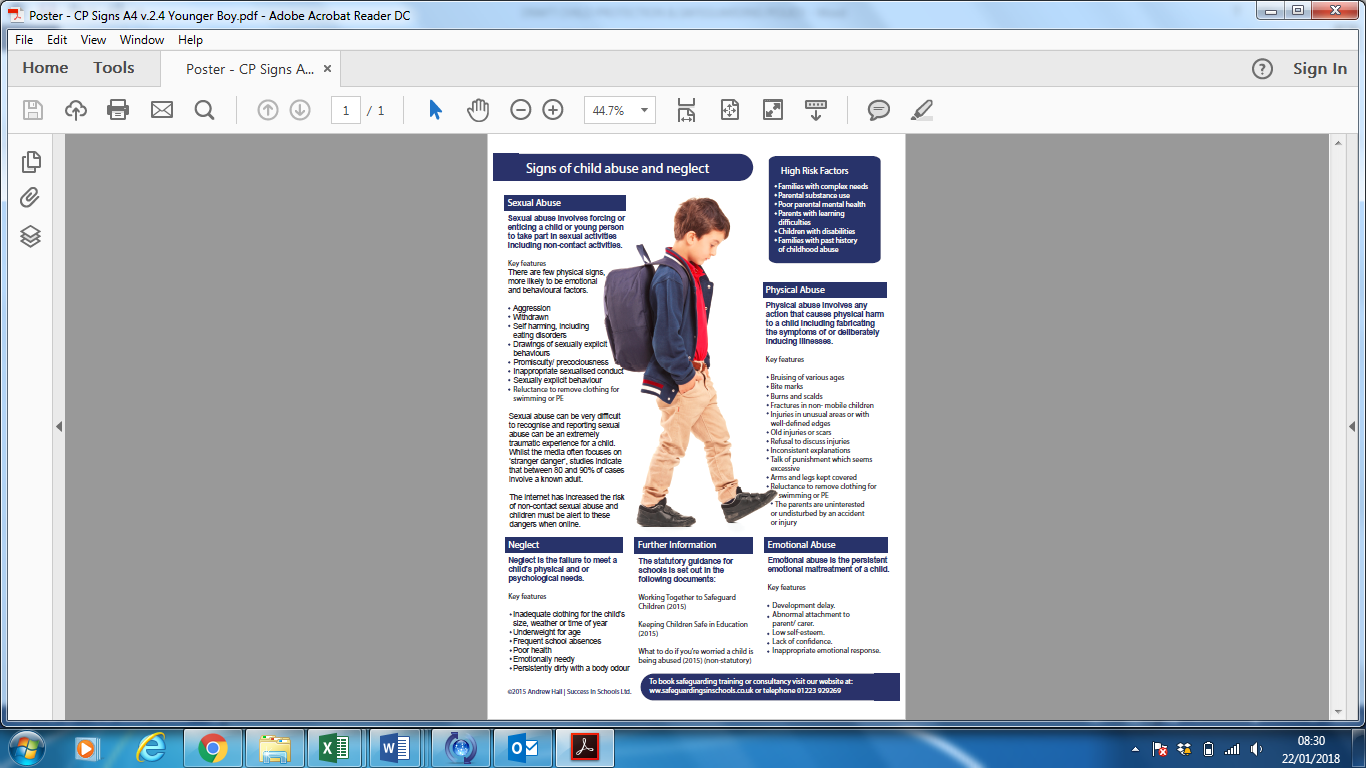 Poster - CP Signs A4 v.2.4 Younger Boy.pdf - Adobe Acrobat Reader DC
File Edit View Window Help
Home Tools Poster - CP Signs A... × ? Sign In
1 / 1 44.7%
Signs of child abuse and neglect
High Risk Factors
• Families with complex needs
• Parental substance use
• Poor parental mental health
• Parents with learning
difficulties
• Children with disabilities
• Families with past history
of childhood abuse
Sexual Abuse
Sexual abuse involves forcing or
enticing a child or young person
to take part in sexual activities
including non-contact activities.
Key features
There are few physical signs,
more likely to be emotional
and behavioural factors.
• Aggression
• Withdrawn
• Self harming, including
eating disorders
• Drawings of sexually explicit
behaviours
• Promiscuity/ precociousness
• Inappropriate sexualised conduct
• Sexually explicit behaviour
• Reluctance to remove clothing for
swimming or PE
Sexual abuse can be very difficult
to recognise and reporting sexual
abuse can be an extremely
traumatic experience for a child.
Whilst the media often focuses on
'stranger danger', studies indicate
that between 80 and 90% of cases
involve a known adult.
The internet has increased the risk
of non-contact sexual abuse and
children must be alert to these
dangers when online.
Physical Abuse
Physical abuse involves any
action that causes physical harm
to a child including fabricating
the symptoms of or deliberately
inducing illnesses.
Key features
• Bruising of various ages
• Bite marks
• Burns and scalds
• Fractures in non- mobile children
• Injuries in unusual areas or with
well-defined edges
• Old injuries or scars
• Refusal to discuss injuries
• Inconsistent explanations
• Talk of punishment which seems
excessive
• Arms and legs kept covered
• Reluctance to remove clothing for
swimming or PE
• The parents are uninterested
or undisturbed by an accident
or injury
Neglect
Neglect is the failure to meet a
child's physical and or
psychological needs.
Key features
• Inadequate clothing for the child's
size, weather or time of year
• Underweight for age
• Frequent school absences
• Poor health
• Emotionally needy
• Persistently dirty with a body odour
Further Information
The statutory guidance for
schools is set out in the
following documents:
Working Together to Safeguard
Children (2015)
Keeping Children Safe in Education
(2015)
What to do if you're worried a child is
being abused (2015) (non-statutory)
Emotional Abuse
Emotional abuse is the persistent
emotional maltreatment of a child.
Key features
• Development delay.
• Abnormal attachment to
parent/ carer.
• Low self-esteem.
• Lack of confidence.
• Inappropriate emotional response.
©2015 Andrew Hall | Success In Schools Ltd.
To book safeguarding training or consultancy visit our website at:
ww.safeguardingsinschools.co.uk or telephone 01223 929269
08:30
22/01/2018